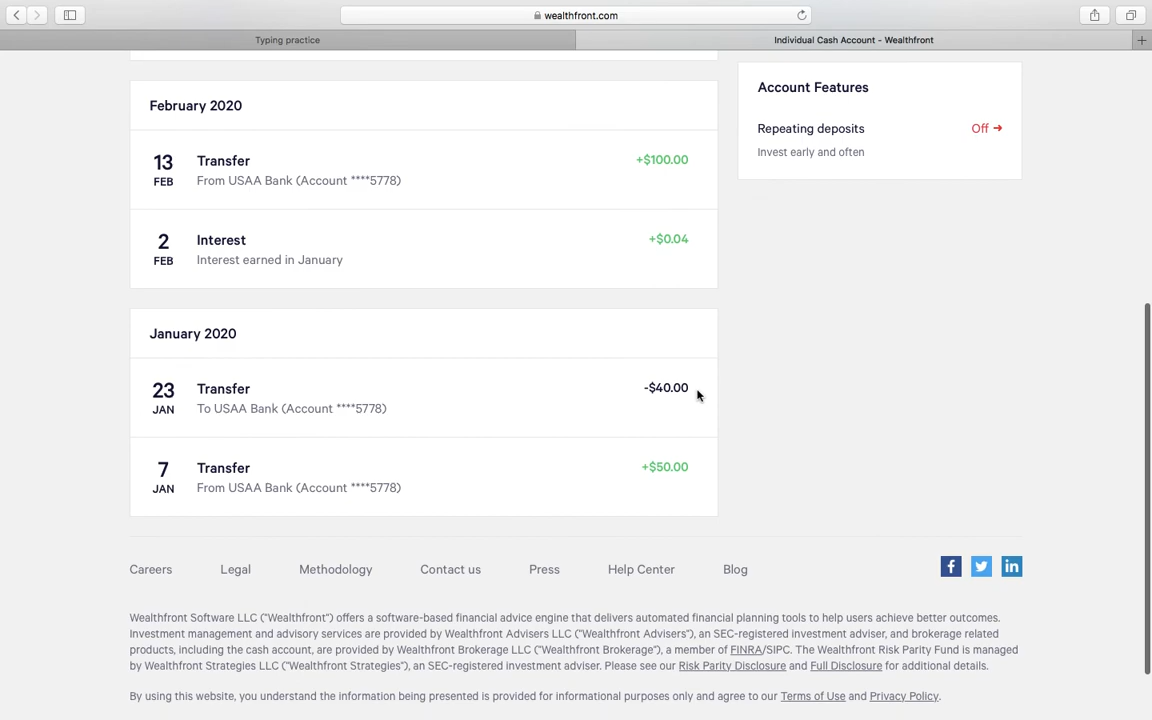 wealthfront.com
Typing practice
Individual Cash Account - Wealthfront
February 2020
13
FEB
Transfer
From USAA Bank (Account ****5778)
+$100.00
2
FEB
Interest
Interest earned in January
+$0.04
January 2020
23
JAN
Transfer
To USAA Bank (Account ****5778)
-$40.00
7
JAN
Transfer
From USAA Bank (Account ****5778)
+$50.00
Account Features
Repeating deposits
Off
Invest early and often
Careers
Legal
Methodology
Contact us
Press
Help Center
Blog
Wealthfront Software LLC ("Wealthfront") offers a software-based financial advice engine that delivers automated financial planning tools to help users achieve better outcomes.
Investment management and advisory services are provided by Wealthfront Advisers LLC ("Wealthfront Advisers"), an SEC-registered investment adviser, and brokerage related
products, including the cash account, are provided by Wealthfront Brokerage LLC ("Wealthfront Brokerage"), a member of FINRA/SIPC. The Wealthfront Risk Parity Fund is managed
by Wealthfront Strategies LLC ("Wealthfront Strategies"), an SEC-registered investment adviser. Please see our Risk Parity Disclosure and Full Disclosure for additional details.
By using this website, you understand the information being presented is provided for informational purposes only and agree to our Terms of Use and Privacy Policy.